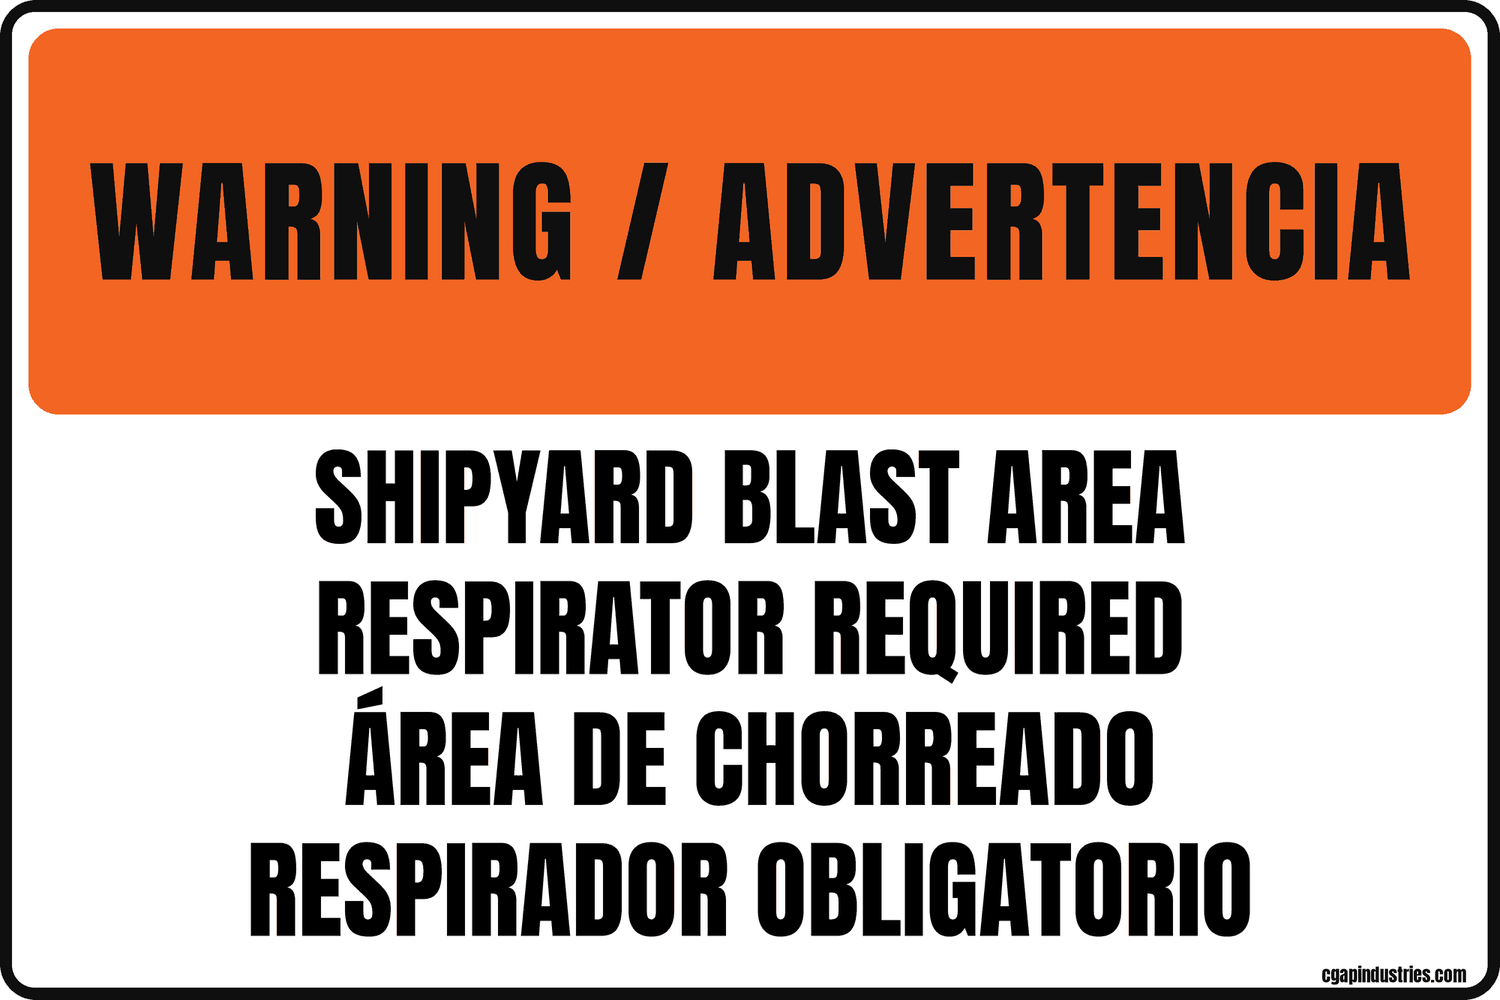 WARNING / ADVERTENCIA
SHIPYARD BLAST AREA
RESPIRATOR REQUIRED
ÁREA DE CHORREADO
RESPIRADOR OBLIGATORIO
cgapindustries.com